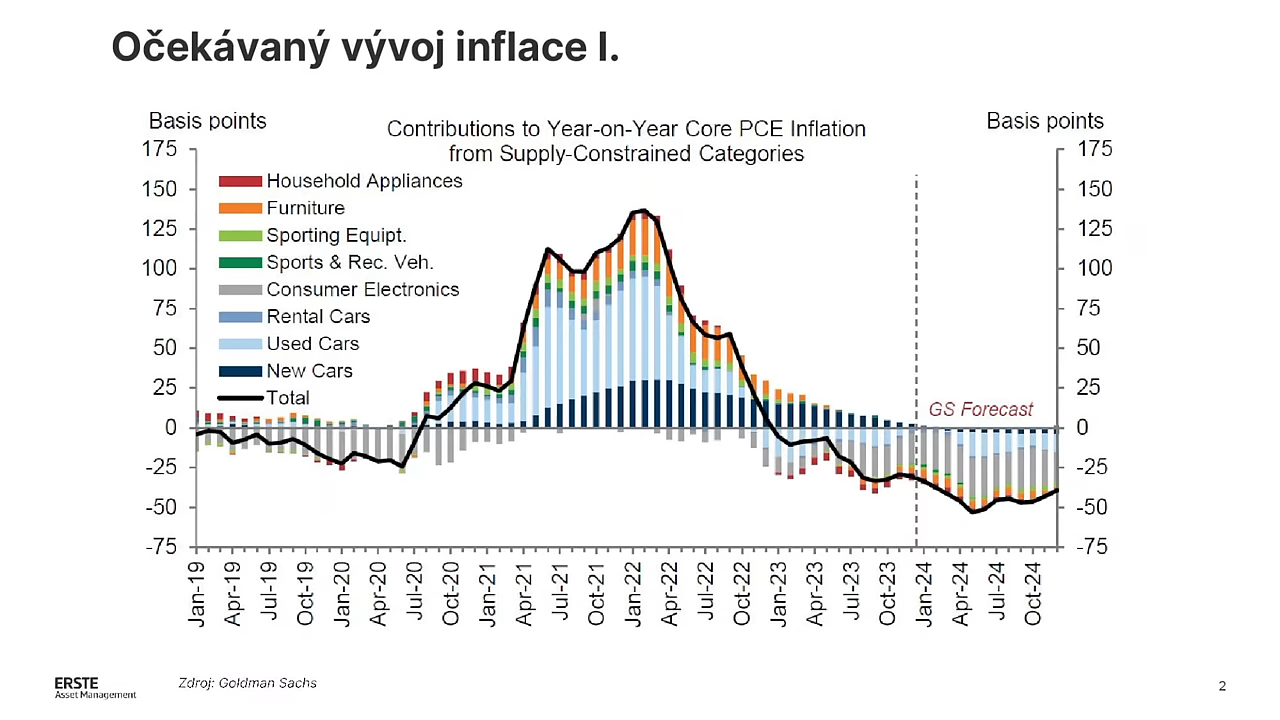 Očekávaný vývoj inflace I.
Basis points
Contributions to Year-on-Year Core PCE Inflation
from Supply-Constrained Categories
Basis points
175
150
125
100
75
50
25
0
-25
-50
-75
Household Appliances
Furniture
Sporting Equipt.
Sports & Rec. Veh.
Consumer Electronics
Rental Cars
Used Cars
New Cars
Total
GS Forecast
175
150
125
100
75
50
25
0
-25
-50
-75
Jan-19
Apr-19
Jul-19
Oct-19
Jan-20
Apr-20
Jul-20
Oct-20
Jan-21
Apr-21
Jul-21
Oct-21
Jan-22
Apr-22
Jul-22
Oct-22
Jan-23
Apr-23
Jul-23
Oct-23
Jan-24
Apr-24
Jul-24
Oct-24
ERSTE
Asset Management
Zdroj: Goldman Sachs
2